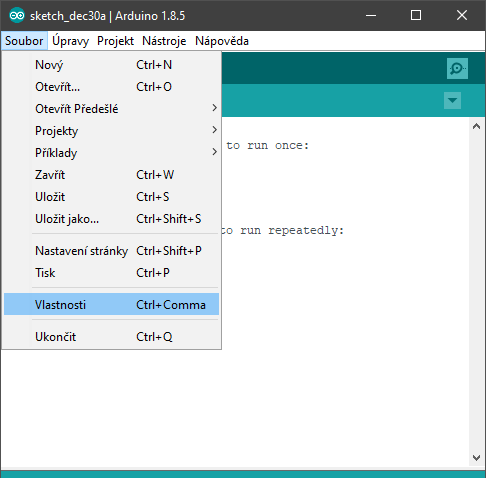 sketch_dec30a | Arduino 1.8.5
Soubor Úpravy Projekt Nástroje Nápověda
Nový Ctrl+N
Otevřít... Ctrl+O
Otevřít Předešlé
Projekty
Příklady
to run once:
Zavřít Ctrl+W
Uložit Ctrl+S
Uložit jako... Ctrl+Shift+S
to run repeatedly:
Nastavení stránky Ctrl+Shift+P
Tisk Ctrl+P
Vlastnosti Ctrl+Comma
Ukončit Ctrl+Q